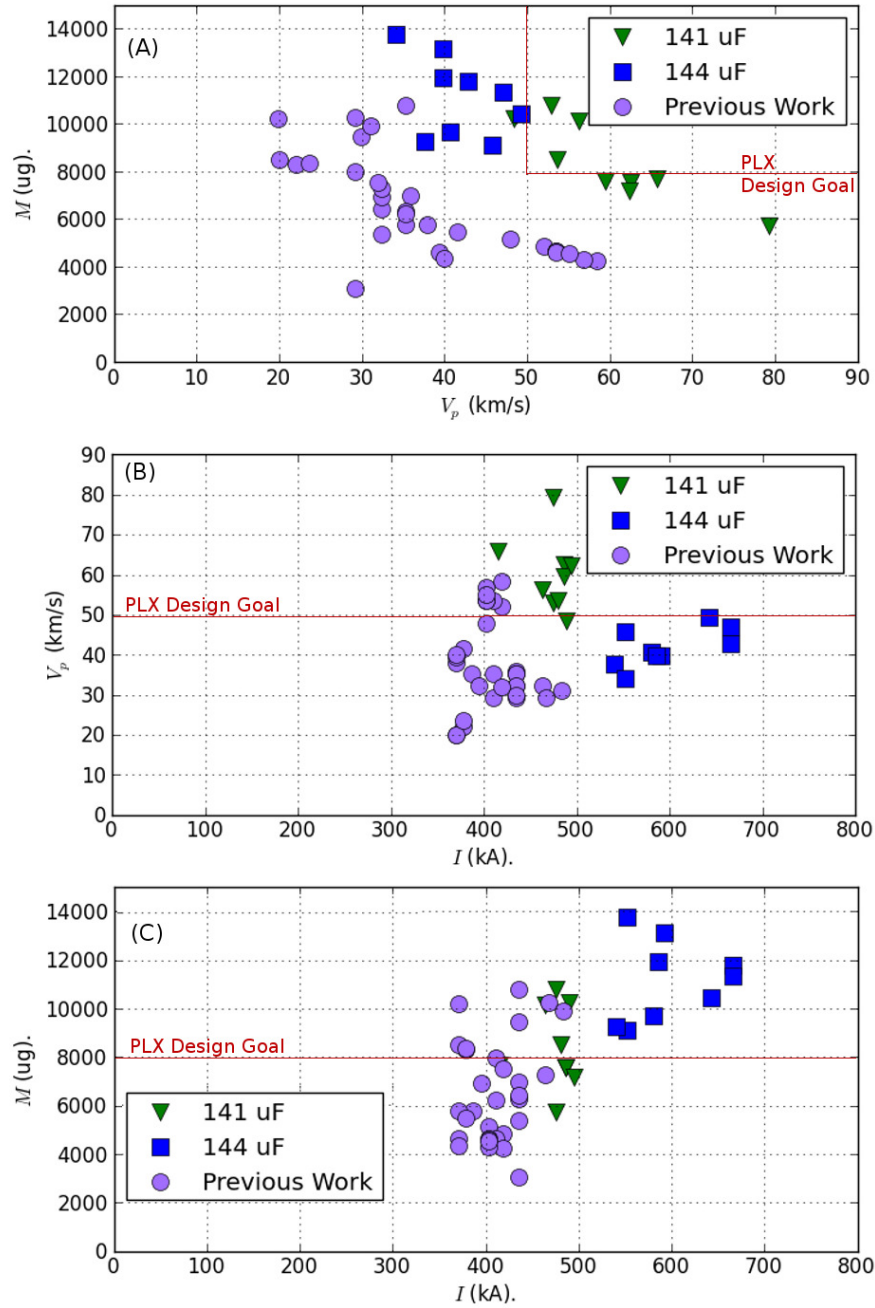 14000
(A)
141 uF
144 uF
Previous Work
12000
10000
8000
PLX
Design Goal
6000
4000
2000
0
M (ug).
0 10 20 30 40 50 60 70 80 90
V_p (km/s)
90
(B)
141 uF
144 uF
Previous Work
80
70
60
50
PLX Design Goal
40
30
20
10
0
V_p (km/s)
0 100 200 300 400 500 600 700 800
I (kA).
14000
(C)
12000
10000
8000
PLX Design Goal
6000
4000
2000
0
M (ug).
141 uF
144 uF
Previous Work
0 100 200 300 400 500 600 700 800
I (kA).